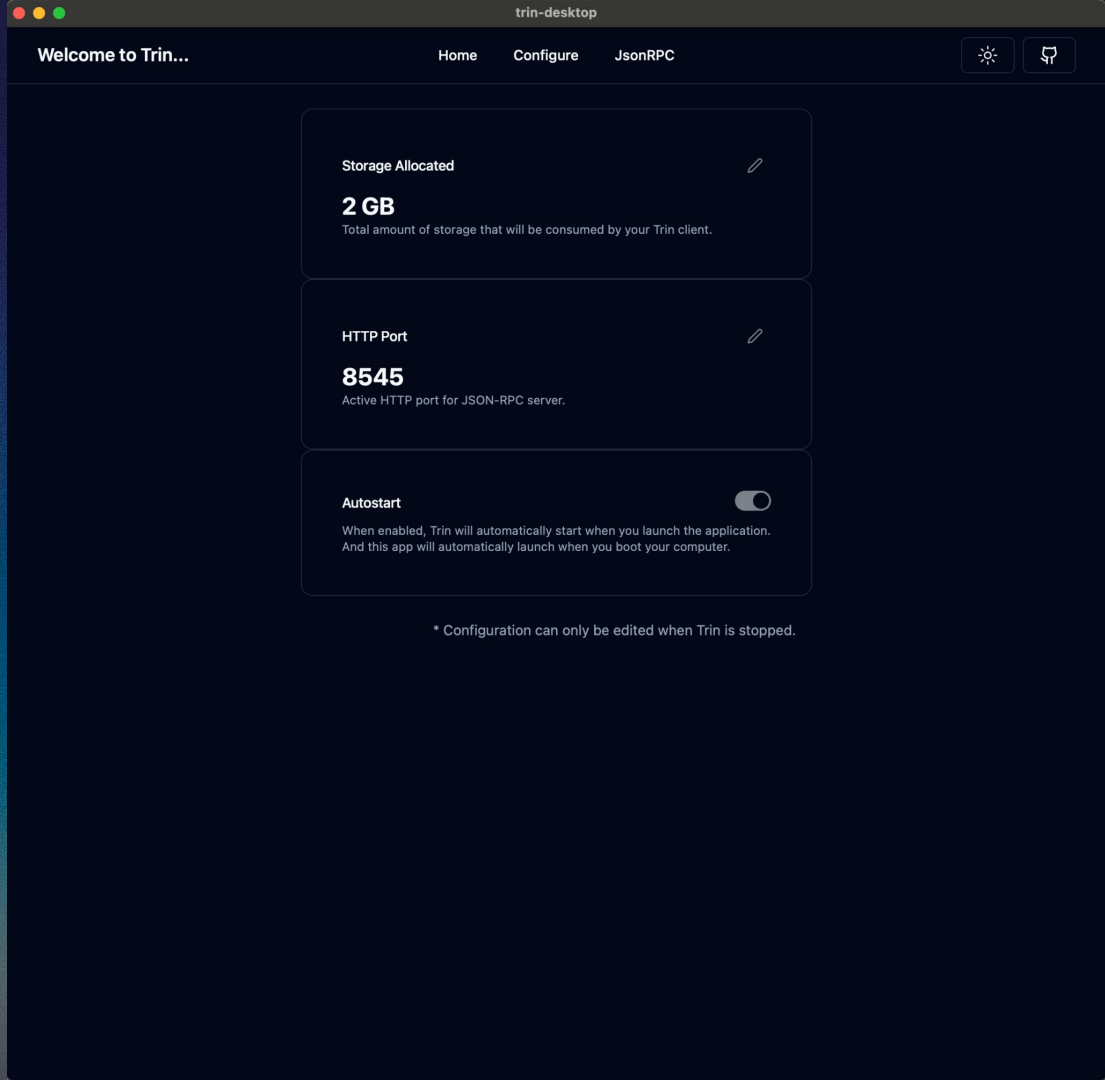 trin-desktop
Welcome to Trin...
Home
Configure
JsonRPC
Storage Allocated
2 GB
Total amount of storage that will be consumed by your Trin client.
HTTP Port
8545
Active HTTP port for JSON-RPC server.
Autostart
When enabled, Trin will automatically start when you launch the application.
And this app will automatically launch when you boot your computer.
* Configuration can only be edited when Trin is stopped.